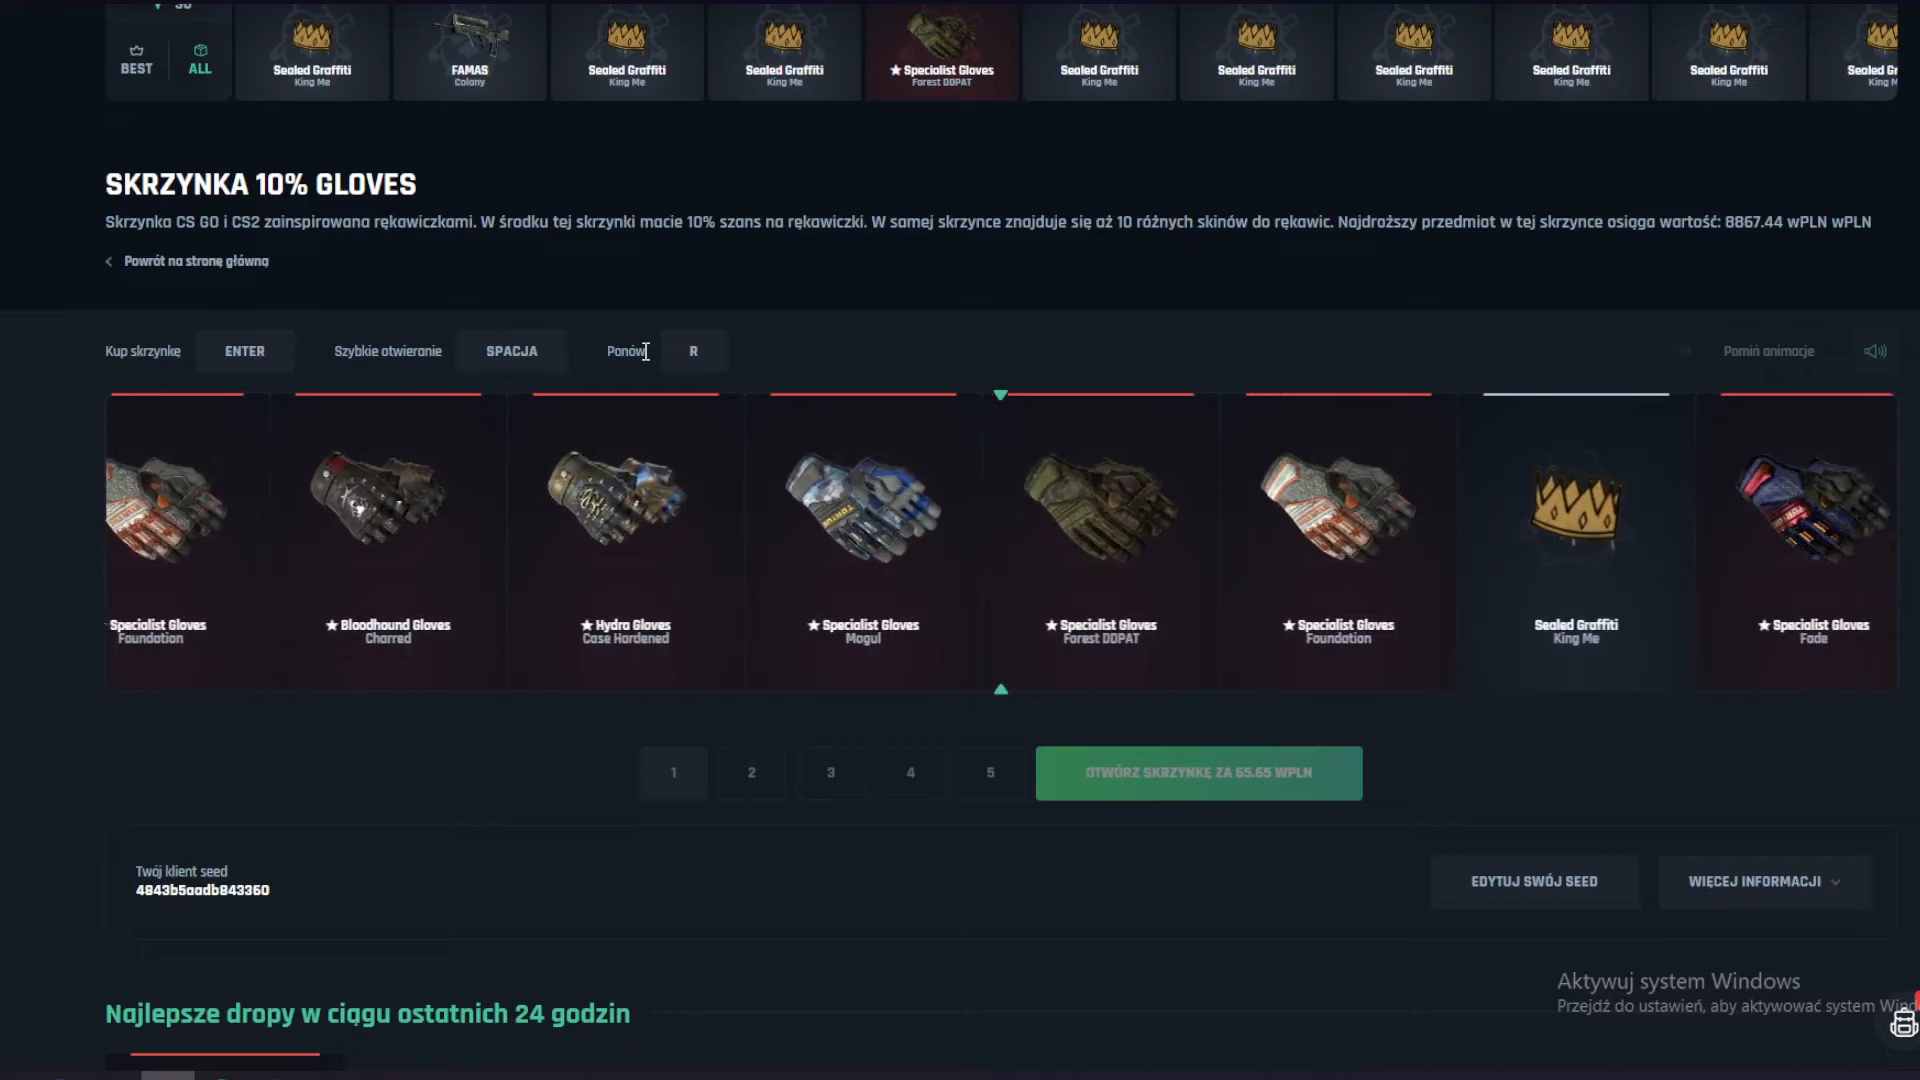 30
BEST
ALL
Sealed Graffiti
King Me
FAMAS
Colony
Sealed Graffiti
King Me
Sealed Graffiti
King Me
★ Specialist Gloves
Forest DDPAT
Sealed Graffiti
King Me
Sealed Graffiti
King Me
Sealed Graffiti
King Me
Sealed Graffiti
King Me
Sealed Graffiti
King Me
Sealed Gr
King M
SKRZYNKA 10% GLOVES
Skrzynka CS GO i CS2 zainspirowana rękawiczkami. W środku tej skrzynki macie 10% szans na rękawiczki. W samej skrzynce znajduje się aż 10 różnych skinów do rękawic. Najdroższy przedmiot w tej skrzynce osiąga wartość: 8867.44 wPLN wPLN
Powrót na stronę główną
Kup skrzynkę ENTER Szybkie otwieranie SPACJA Ponów R Pomiń animacje
Specialist Gloves
Foundation
★ Bloodhound Gloves
Charred
★ Hydra Gloves
Case Hardened
★ Specialist Gloves
Mogul
★ Specialist Gloves
Forest DDPAT
★ Specialist Gloves
Foundation
Sealed Graffiti
King Me
★ Specialist Gloves
Fade
1 2 3 4 5 OTWÓRZ SKRZYNKĘ ZA 65.65 WPLN
Twój klient seed
4843b5aadb843360
EDYTUJ SWÓJ SEED WIĘCEJ INFORMACJI
Aktywuj system Windows
Przejdź do ustawień, aby aktywować system Wind
Najlepsze dropy w ciągu ostatnich 24 godzin